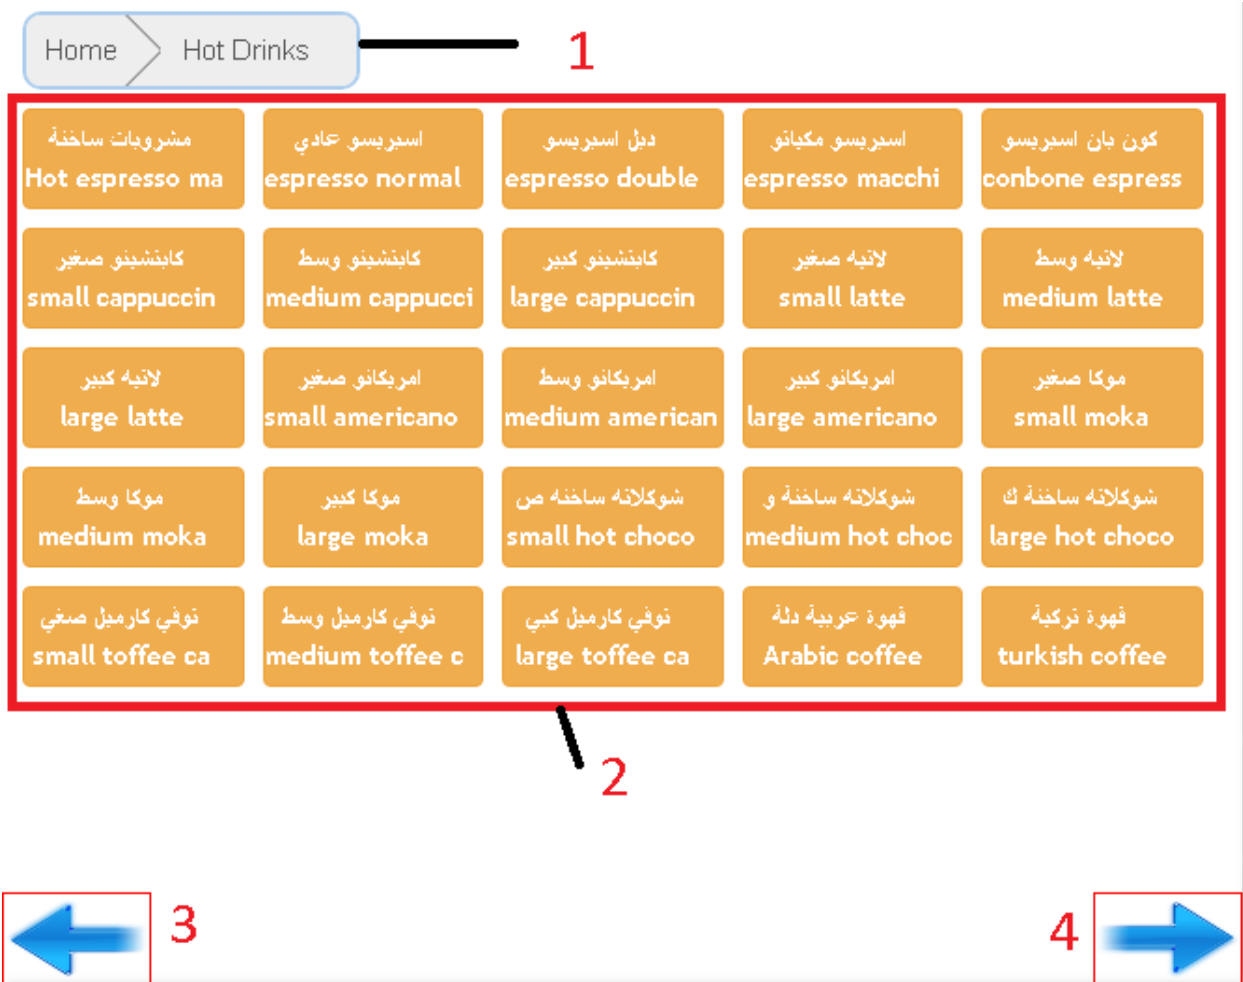 Home > Hot Drinks
1
مشروبات ساخنة
Hot espresso ma
اسبريسو عادي
espresso normal
دبل اسبريسو
espresso double
اسبريسو مكياتو
espresso macchi
كون بان اسبريسو
conbone espress
كابتشينو صغير
small cappuccin
كابتشينو وسط
medium cappucci
كابتشينو كبير
large cappuccin
لاتيه صغير
small latte
لاتيه وسط
medium latte
لاتيه كبير
large latte
امريكانو صغير
small americano
امريكانو وسط
medium american
امريكانو كبير
large americano
موكا صغير
small moka
موكا وسط
medium moka
موكا كبير
large moka
شوكلاته ساخنه ص
small hot choco
شوكلاته ساخنة و
medium hot choc
شوكلاته ساخنة ك
large hot choco
توفي كارميل صغي
small toffee ca
توفي كارميل وسط
medium toffee c
توفي كارميل كبي
large toffee ca
قهوة عربية دلة
Arabic coffee
قهوة تركية
turkish coffee
2
3
4